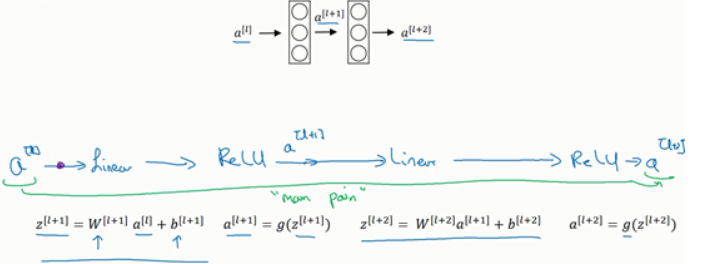 a^[l] → a^[l+1] → a^[l+2]
a^[l] → Linear → ReLU a^[l+1] → Linear → ReLU → a^[l+2]
"main pain"
z^[l+1] = W^[l+1] a^[l] + b^[l+1] a^[l+1] = g(z^[l+1]) z^[l+2] = W^[l+2]a^[l+1] + b^[l+2] a^[l+2] = g(z^[l+2])